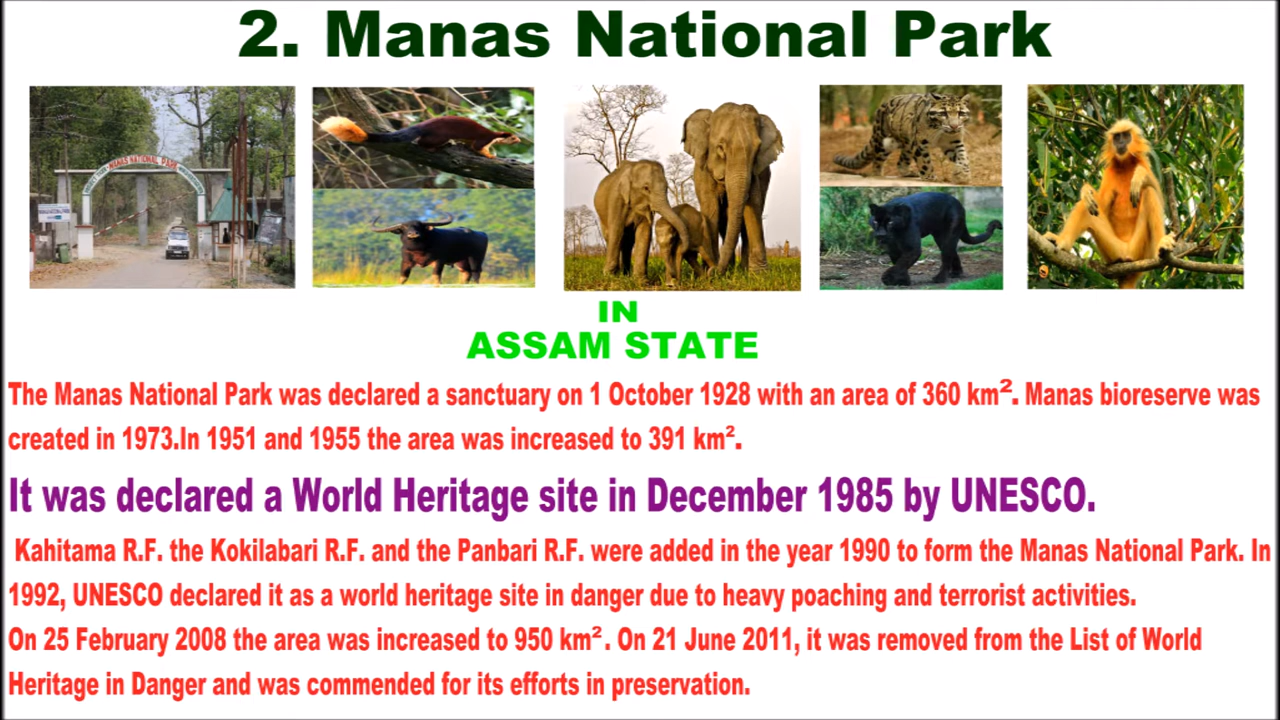 2. Manas National Park
MANAS NATIONAL PARK
IN
ASSAM STATE
The Manas National Park was declared a sanctuary on 1 October 1928 with an area of 360 km². Manas bioreserve was
created in 1973.In 1951 and 1955 the area was increased to 391 km².
It was declared a World Heritage site in December 1985 by UNESCO.
Kahitama R.F. the Kokilabari R.F. and the Panbari R.F. were added in the year 1990 to form the Manas National Park. In
1992, UNESCO declared it as a world heritage site in danger due to heavy poaching and terrorist activities.
On 25 February 2008 the area was increased to 950 km². On 21 June 2011, it was removed from the List of World
Heritage in Danger and was commended for its efforts in preservation.